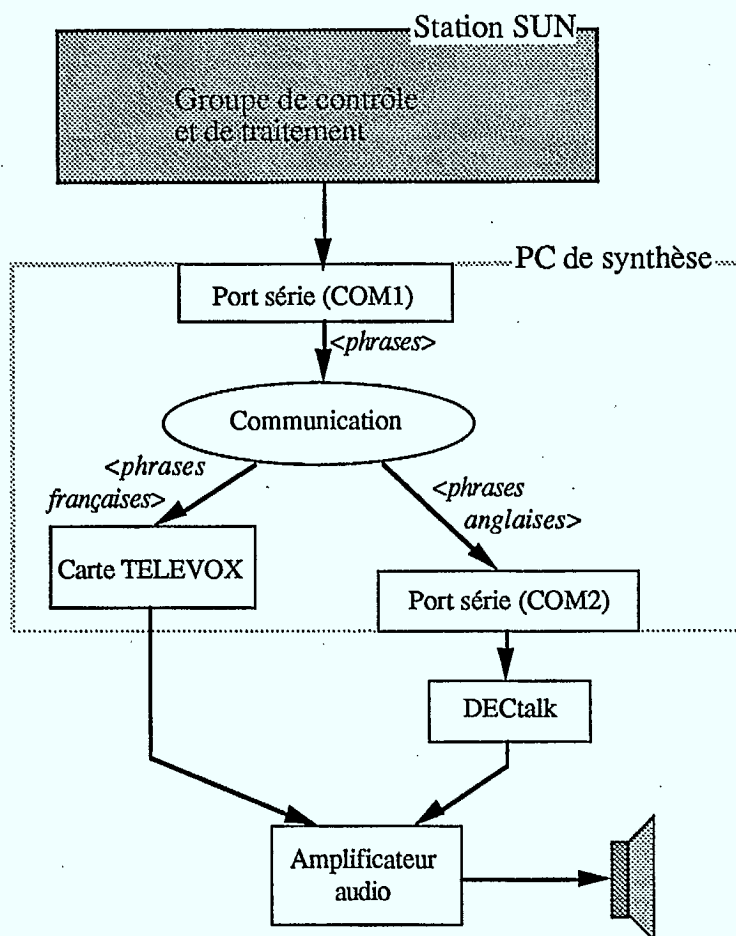 Station SUN
Groupe de contrôle
et de traitement
PC de synthèse
Port série (COM1)
<phrases>
Communication
<phrases
françaises>
<phrases
anglaises>
Carte TELEVOX
Port série (COM2)
DECtalk
Amplificateur
audio